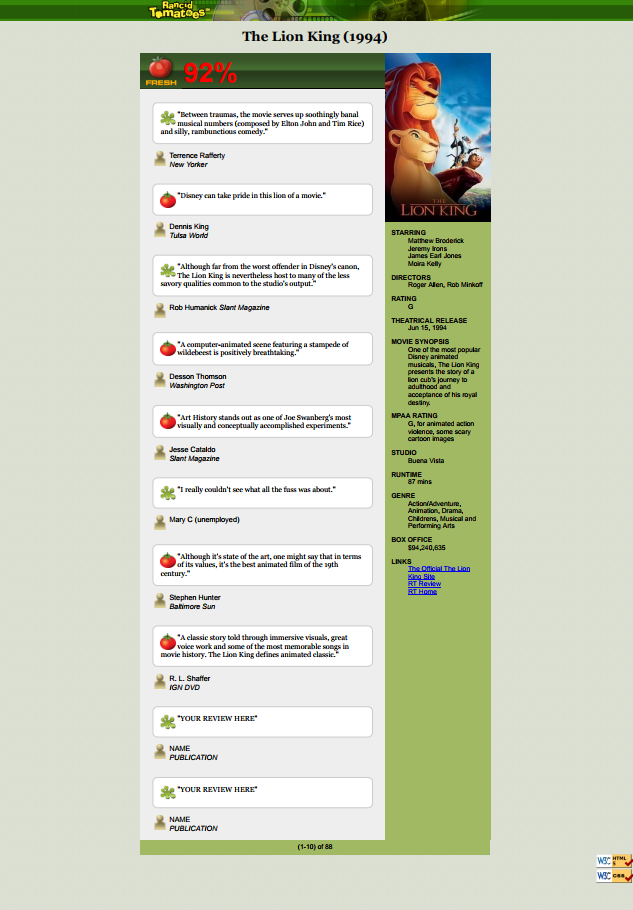 Rancid
Tomatoes
The Lion King (1994)
FRESH
92%
"Between traumas, the movie serves up soothingly banal
musical numbers (composed by Elton John and Tim Rice)
and silly, rambunctious comedy."
Terrence Rafferty
New Yorker
"Disney can take pride in this lion of a movie."
Dennis King
Tulsa World
"Although far from the worst offender in Disney's canon,
The Lion King is nevertheless host to many of the less
savory qualities common to the studio's output."
Rob Humanick Slant Magazine
"A computer-animated scene featuring a stampede of
wildebeest is positively breathtaking."
Desson Thomson
Washington Post
"Art History stands out as one of Joe Swanberg's most
visually and conceptually accomplished experiments."
Jesse Cataldo
Slant Magazine
"I really couldn't see what all the fuss was about."
Mary C (unemployed)
"Although it's state of the art, one might say that in terms
of its values, it's the best animated film of the 19th
century."
Stephen Hunter
Baltimore Sun
"A classic story told through immersive visuals, great
voice work and some of the most memorable songs in
movie history. The Lion King defines animated classic."
R. L. Shaffer
IGN DVD
"YOUR REVIEW HERE"
NAME
PUBLICATION
"YOUR REVIEW HERE"
NAME
PUBLICATION
THE
LION KING
STARRING
Matthew Broderick
Jeremy Irons
James Earl Jones
Moira Kelly
DIRECTORS
Roger Allen, Rob Minkoff
RATING
G
THEATRICAL RELEASE
Jun 15, 1994
MOVIE SYNOPSIS
One of the most popular
Disney animated
musicals, The Lion King
presents the story of a
lion cub's journey to
adulthood and
acceptance of his royal
destiny.
MPAA RATING
G, for animated action
violence, some scary
cartoon images
STUDIO
Buena Vista
RUNTIME
87 mins
GENRE
Action/Adventure,
Animation, Drama,
Childrens, Musical and
Performing Arts
BOX OFFICE
$94,240,635
LINKS
The Official The Lion
King Site
RT Review
RT Home
(1-10) of 88
W3C HTML
5
W3C CSS